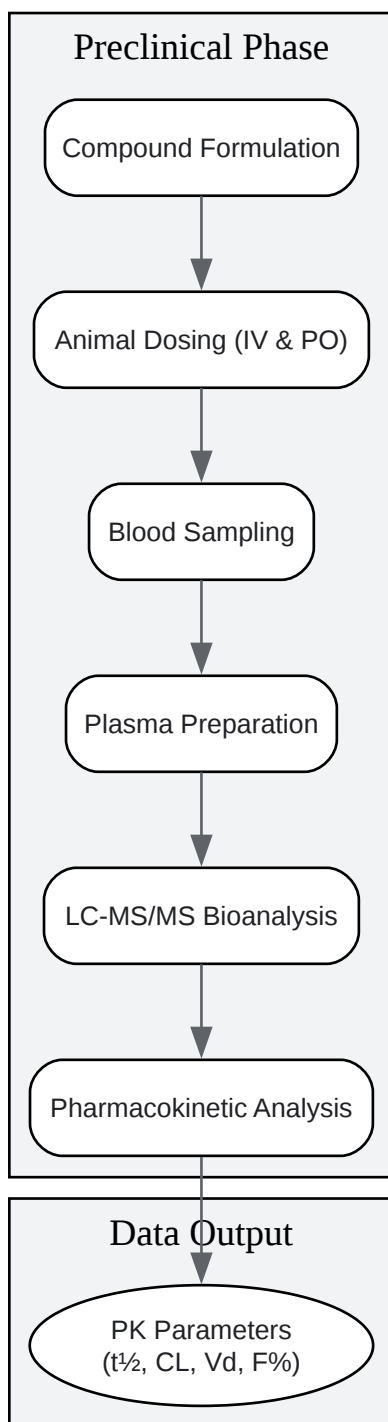 Preclinical Phase
Compound Formulation
Animal Dosing (IV & PO)
Blood Sampling
Plasma Preparation
LC-MS/MS Bioanalysis
Pharmacokinetic Analysis
Data Output
PK Parameters
(t½, CL, Vd, F%)